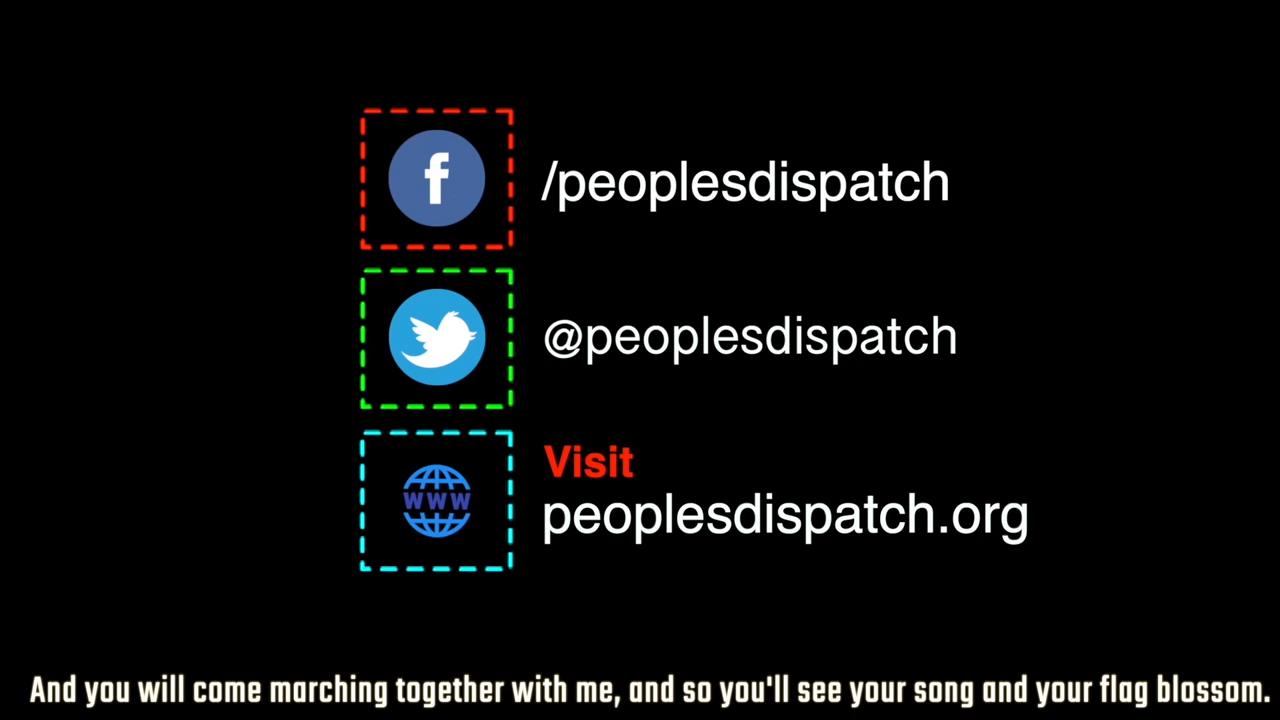 f
/peoplesdispatch
@peoplesdispatch
Visit
WWW
peoplesdispatch.org
And you will come marching together with me, and so you'll see your song and your flag blossom.